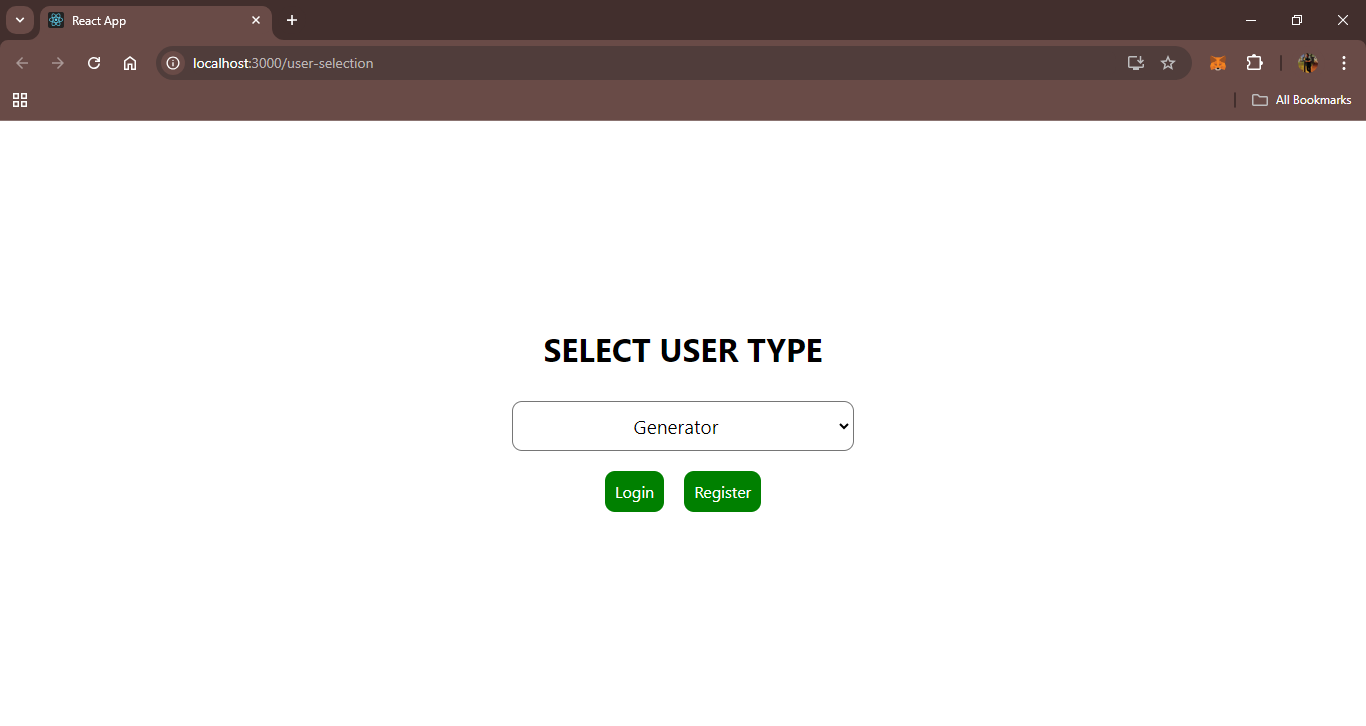 React App
localhost:3000/user-selection
All Bookmarks
SELECT USER TYPE
Generator
Login Register